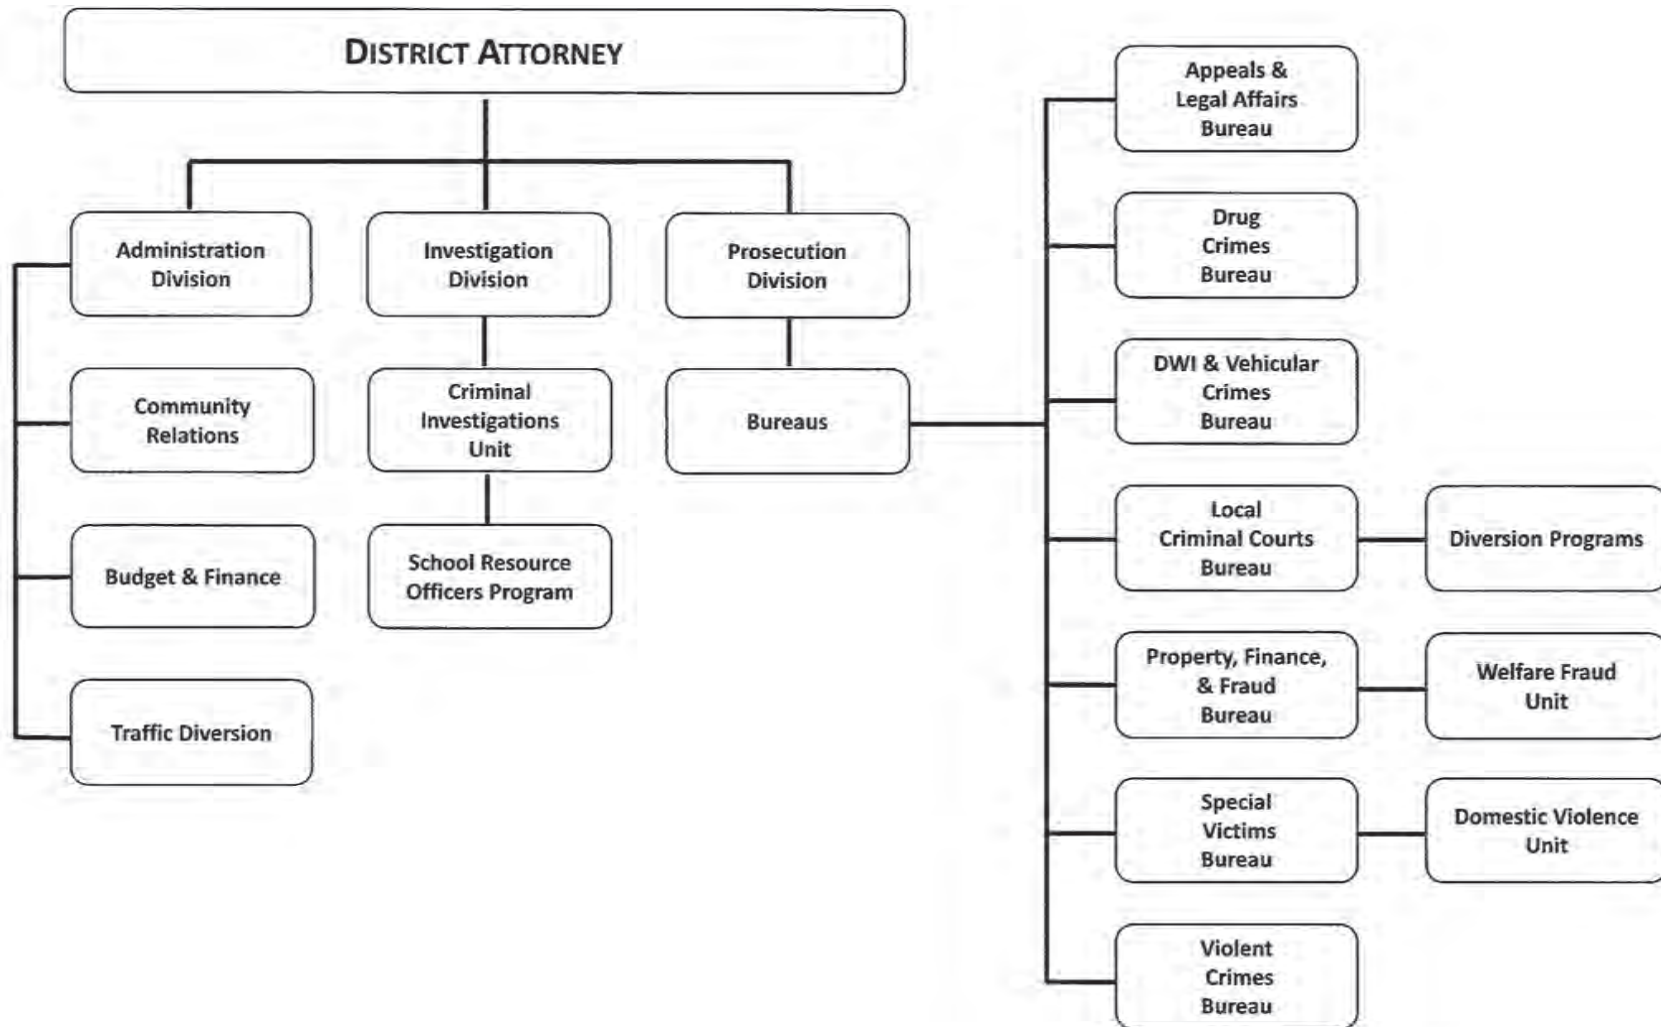 DISTRICT ATTORNEY
Administration
Division
Community
Relations
Budget & Finance
Traffic Diversion
Investigation
Division
Criminal
Investigations
Unit
School Resource
Officers Program
Prosecution
Division
Bureaus
Appeals &
Legal Affairs
Bureau
Drug
Crimes
Bureau
DWI & Vehicular
Crimes
Bureau
Local
Criminal Courts
Bureau
Diversion Programs
Property, Finance,
& Fraud
Bureau
Welfare Fraud
Unit
Special
Victims
Bureau
Domestic Violence
Unit
Violent
Crimes
Bureau